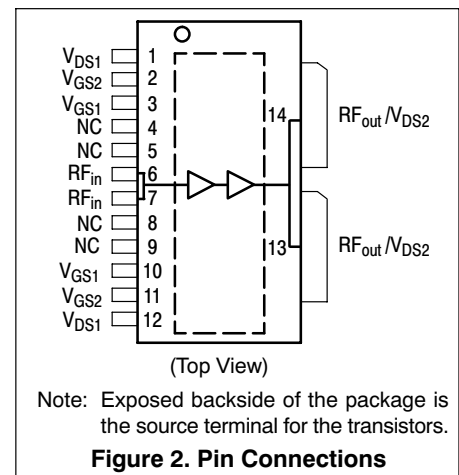 VDS1 1
VGS2 2
VGS1 3
NC 4
NC 5
RFin 6
RFin 7
NC 8
NC 9
VGS1 10
VGS2 11
VDS1 12
14 RFout/VDS2
13 RFout/VDS2
(Top View)
Note: Exposed backside of the package is
the source terminal for the transistors.
Figure 2. Pin Connections